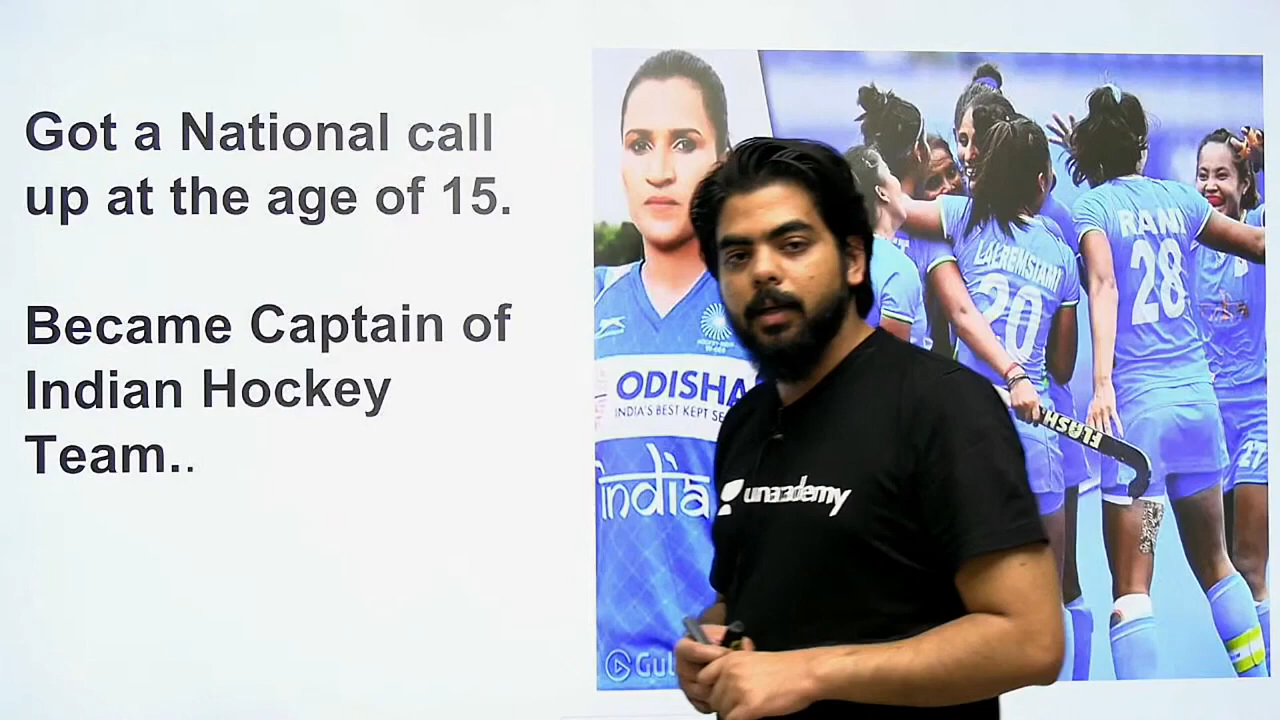 Got a National call
up at the age of 15.
Became Captain of
Indian Hockey
Team..
ODISHA
INDIA'S BEST KEPT
india
unacademy
LALREMSIAMI
20
RANI
28
FLASH
27